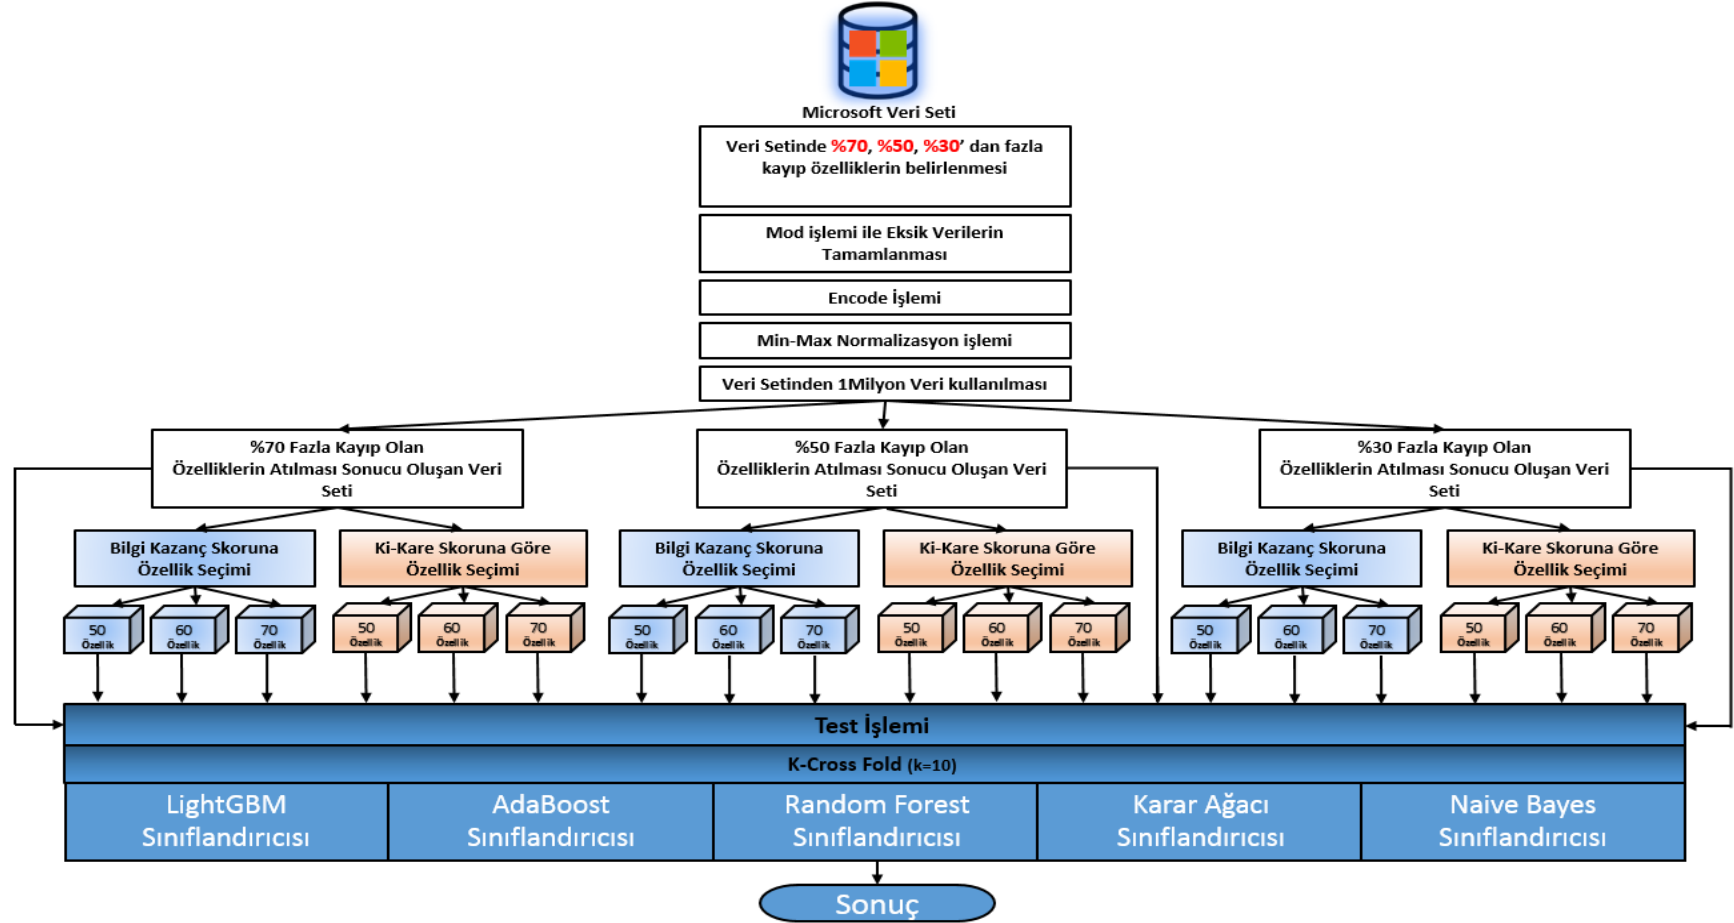 Microsoft Veri Seti
Veri Setinde %70, %50, %30’ dan fazla
kayıp özelliklerin belirlenmesi
Mod işlemi ile Eksik Verilerin
Tamamlanması
Encode İşlemi
Min-Max Normalizasyon işlemi
Veri Setinden 1Milyon Veri kullanılması
%70 Fazla Kayıp Olan
Özelliklerin Atılması Sonucu Oluşan Veri
Seti
%50 Fazla Kayıp Olan
Özelliklerin Atılması Sonucu Oluşan Veri
Seti
%30 Fazla Kayıp Olan
Özelliklerin Atılması Sonucu Oluşan Veri
Seti
Bilgi Kazanç Skoruna
Özellik Seçimi
Ki-Kare Skoruna Göre
Özellik Seçimi
Bilgi Kazanç Skoruna
Özellik Seçimi
Ki-Kare Skoruna Göre
Özellik Seçimi
Bilgi Kazanç Skoruna
Özellik Seçimi
Ki-Kare Skoruna Göre
Özellik Seçimi
50
Özellik
60
Özellik
70
Özellik
50
Özellik
60
Özellik
70
Özellik
50
Özellik
60
Özellik
70
Özellik
50
Özellik
60
Özellik
70
Özellik
50
Özellik
60
Özellik
70
Özellik
50
Özellik
60
Özellik
70
Özellik
Test İşlemi
K-Cross Fold (k=10)
LightGBM
Sınıflandırıcısı
AdaBoost
Sınıflandırıcısı
Random Forest
Sınıflandırıcısı
Karar Ağacı
Sınıflandırıcısı
Naive Bayes
Sınıflandırıcısı
Sonuç